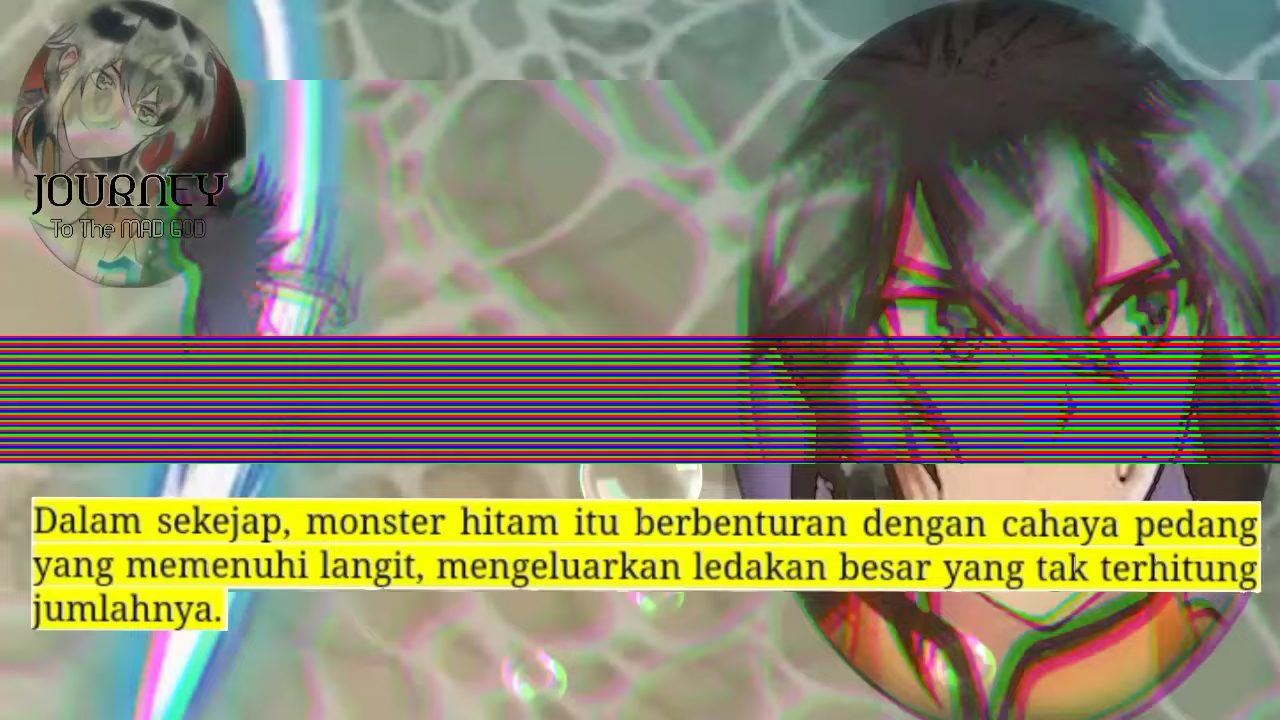 JOURNEY
To The MAD GOD
Dalam sekejap, monster hitam itu berbenturan dengan cahaya pedang
yang memenuhi langit, mengeluarkan ledakan besar yang tak terhitung
jumlahnya.